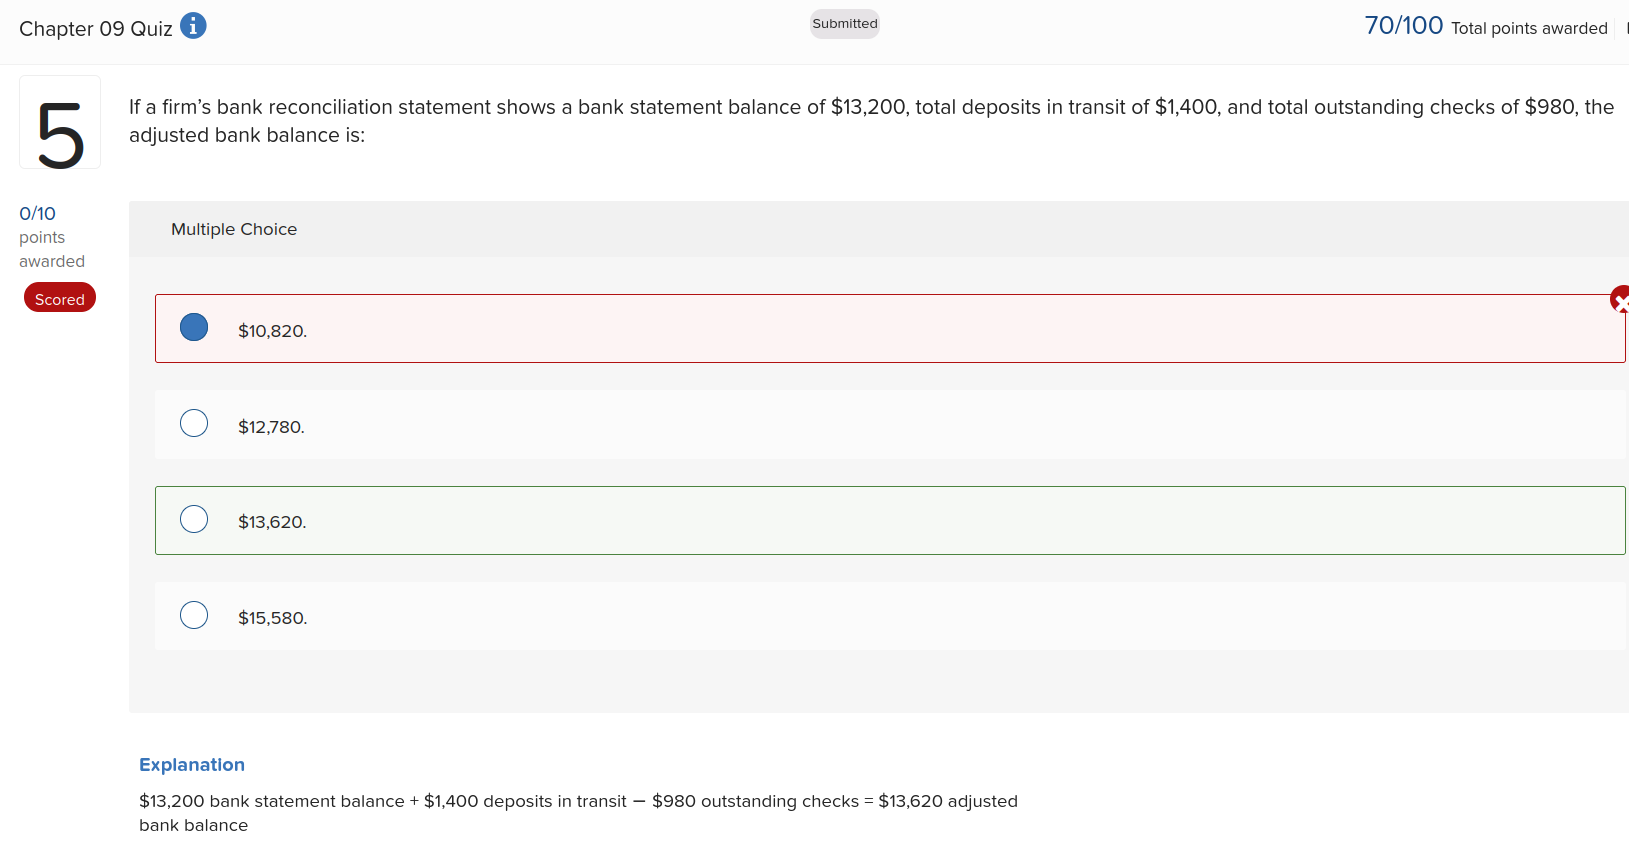 Chapter 09 Quiz i
Submitted
70/100 Total points awarded
5
If a firm’s bank reconciliation statement shows a bank statement balance of $13,200, total deposits in transit of $1,400, and total outstanding checks of $980, the
adjusted bank balance is:
0/10
points
awarded
Scored
Multiple Choice
$10,820.
$12,780.
$13,620.
$15,580.
Explanation
$13,200 bank statement balance + $1,400 deposits in transit − $980 outstanding checks = $13,620 adjusted
bank balance